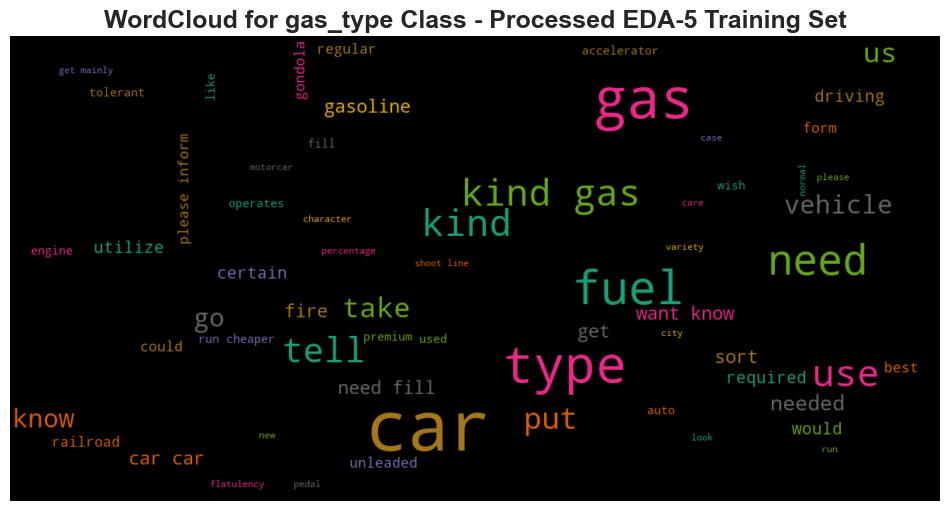 WordCloud for gas_type Class - Processed EDA-5 Training Set
regular
accelerator
us
get mainly
gondola
like
tolerant
gasoline
gas
driving
form
fill
case
please inform
motorcar
kind gas
wish
normal
please
operates
care
vehicle
character
kind
engine
utilize
percentage
variety
need
certain
shoot line
fuel
go
fire
take
want know
could
run cheaper
tell
premium
used
get
city
sort
type
required
use
best
need fill
needed
know
car
put
auto
would
railroad
new
look
run
car car
unleaded
flatulency
pedal